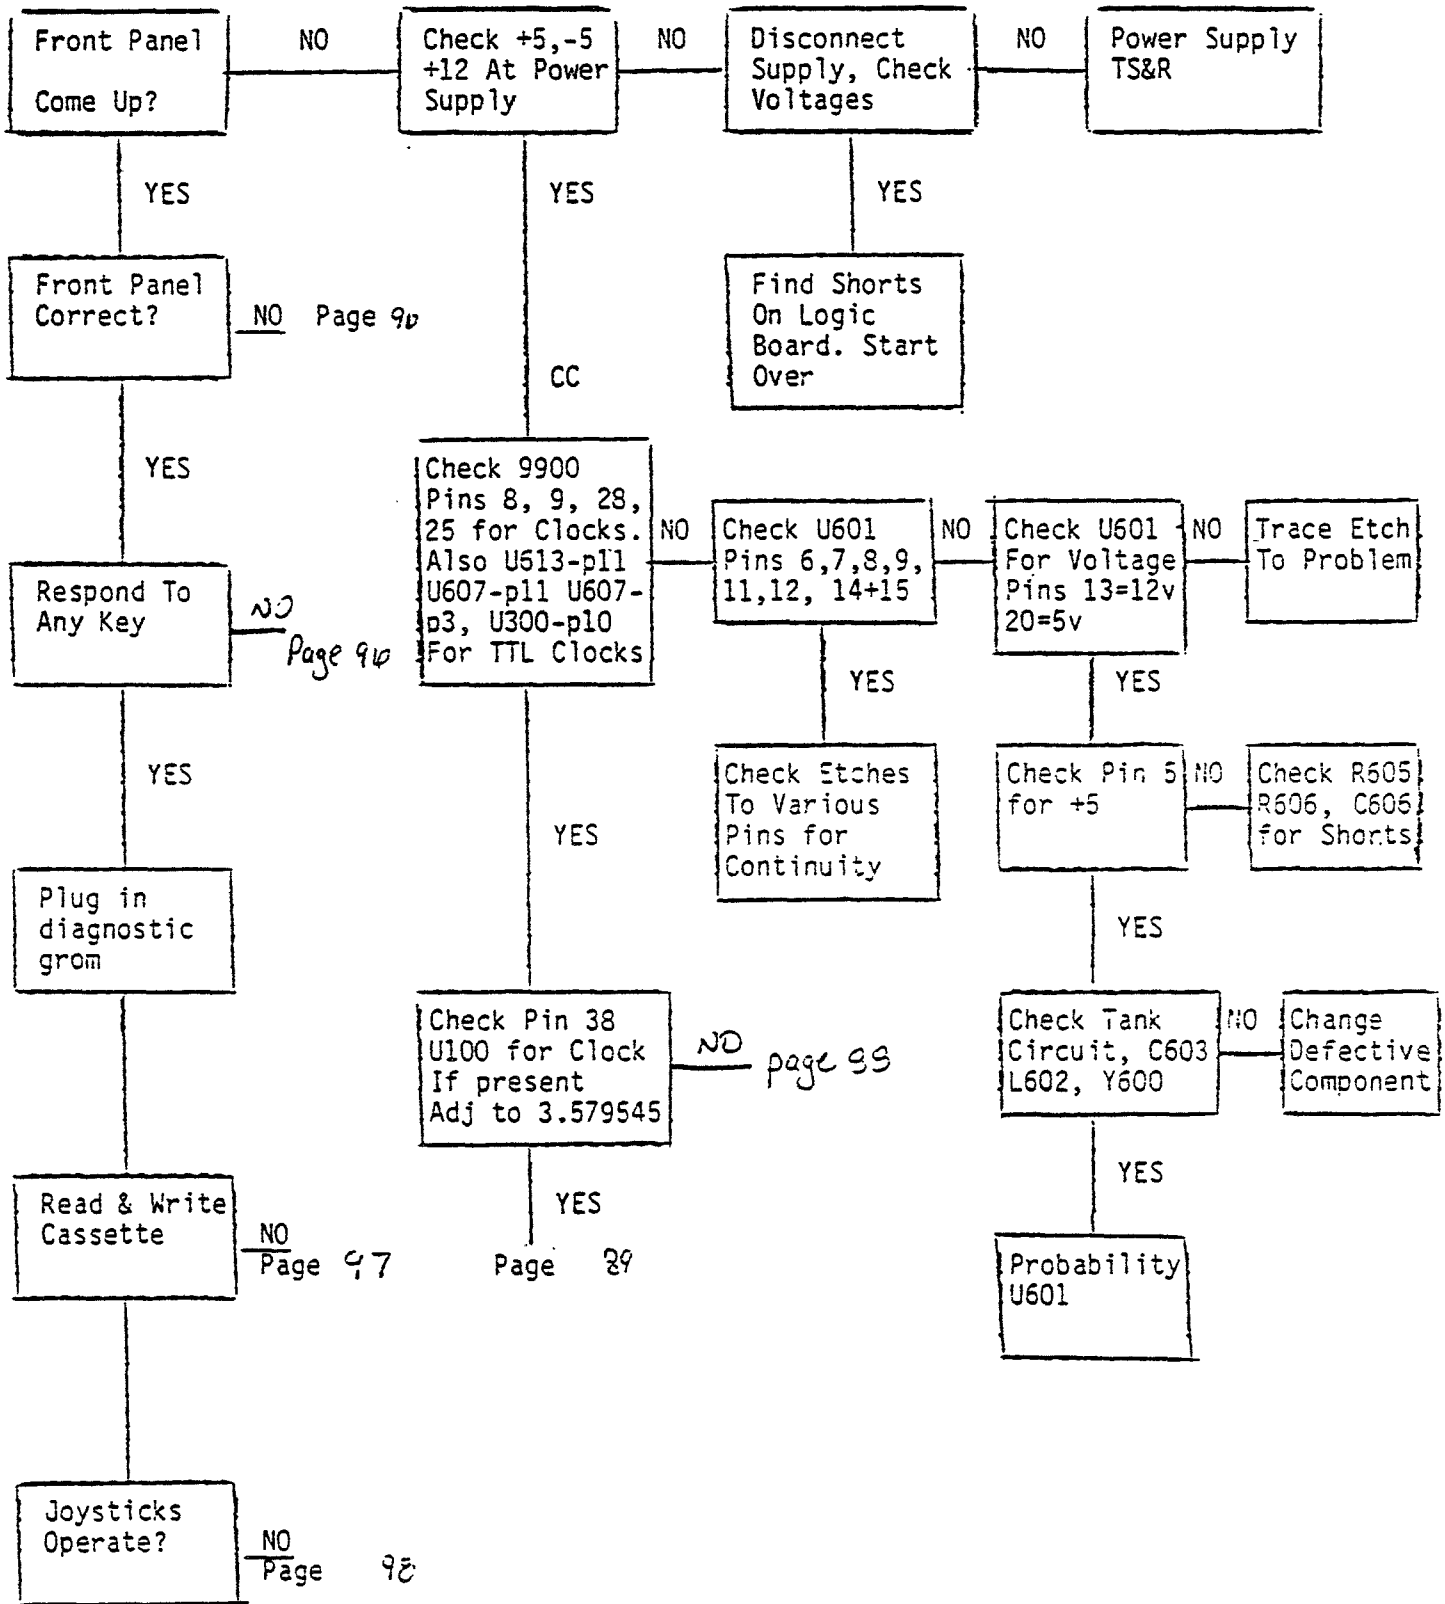 Front Panel
Come Up?
NO
Check +5,-5
+12 At Power
Supply
NO
Disconnect
Supply, Check
Voltages
NO
Power Supply
TS&R
YES
YES
YES
Front Panel
Correct?
NO Page
Find Shorts
On Logic
Board. Start
Over
CC
YES
Check 9900
Pins 8, 9, 28,
25 for Clocks.
Also U613-p11
U607-p11 U607-
p3, U300-p10
For TTL Clocks
NO
Check U601
Pins 6,7,8,9,
11,12, 14+15
NO
Check U601
For Voltage
Pins 13=12v
20=5v
NO
Trace Etch
To Problem
Respond To
Any Key
NO
Page
YES
YES
YES
Check Etches
To Various
Pins for
Continuity
Check Pin 5
for +5
NO
Check R605
R606, C606
for Shorts
YES
Plug in
diagnostic
grom
YES
Check Pin 38
U100 for Clock
If present
Adj to 3.579545
NO
page
Check Tank
Circuit, C603
L602, Y600
NO
Change
Defective
Component
Read & Write
Cassette
NO
Page 97
YES
Page 89
YES
Probability
U601
Joysticks
Operate?
NO
Page 98